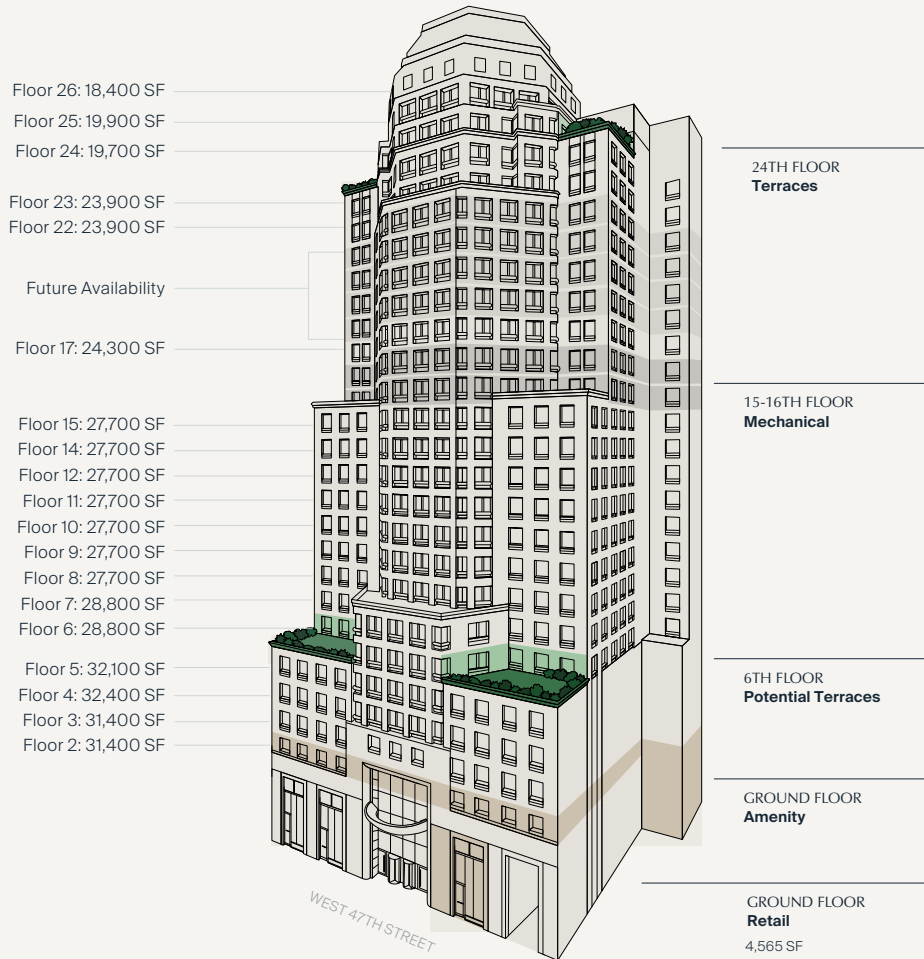 Floor 26: 18,400 SF
Floor 25: 19,900 SF
Floor 24: 19,700 SF
Floor 23: 23,900 SF
Floor 22: 23,900 SF
Future Availability
Floor 17: 24,300 SF
Floor 15: 27,700 SF
Floor 14: 27,700 SF
Floor 12: 27,700 SF
Floor 11: 27,700 SF
Floor 10: 27,700 SF
Floor 9: 27,700 SF
Floor 8: 27,700 SF
Floor 7: 28,800 SF
Floor 6: 28,800 SF
Floor 5: 32,100 SF
Floor 4: 32,400 SF
Floor 3: 31,400 SF
Floor 2: 31,400 SF
WEST 47TH STREET
24TH FLOOR
Terraces
15-16TH FLOOR
Mechanical
6TH FLOOR
Potential Terraces
GROUND FLOOR
Amenity
GROUND FLOOR
Retail
4,565 SF